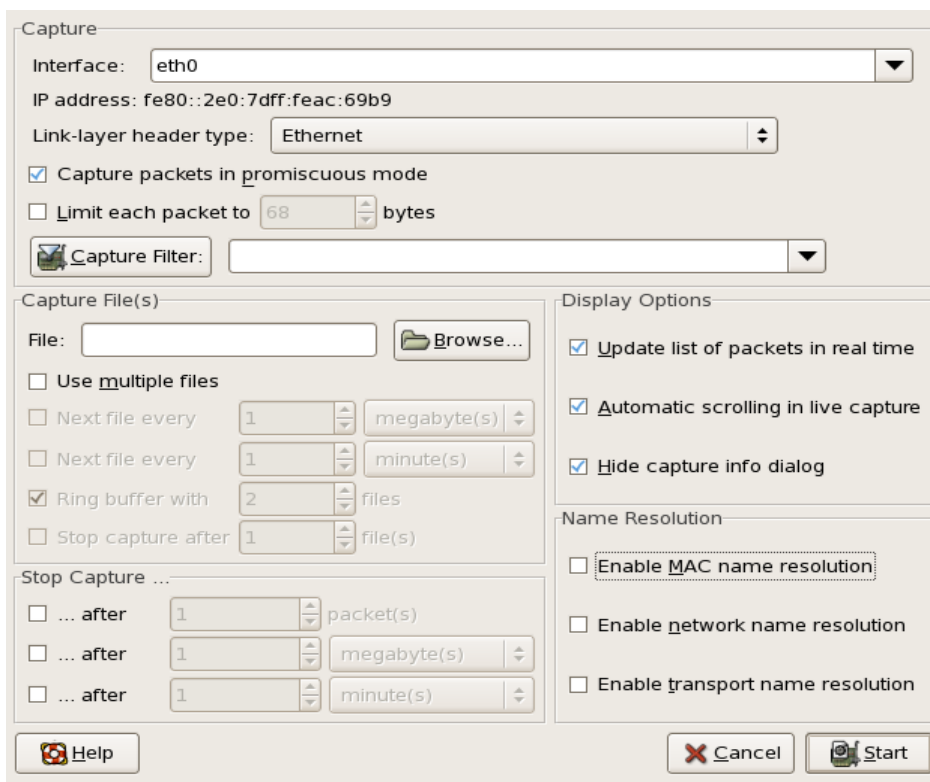 Capture
Interface: eth0
IP address: fe80::2e0:7dff:feac:69b9
Link-layer header type: Ethernet
Capture packets in promiscuous mode
Limit each packet to 68 bytes
Capture Filter:
Capture File(s)
File: Browse...
Use multiple files
Next file every 1 megabyte(s)
Next file every 1 minute(s)
Ring buffer with 2 files
Stop capture after 1 file(s)
Stop Capture ...
... after 1 packet(s)
... after 1 megabyte(s)
... after 1 minute(s)
Display Options
Update list of packets in real time
Automatic scrolling in live capture
Hide capture info dialog
Name Resolution
Enable MAC name resolution
Enable network name resolution
Enable transport name resolution
Help
Cancel
Start